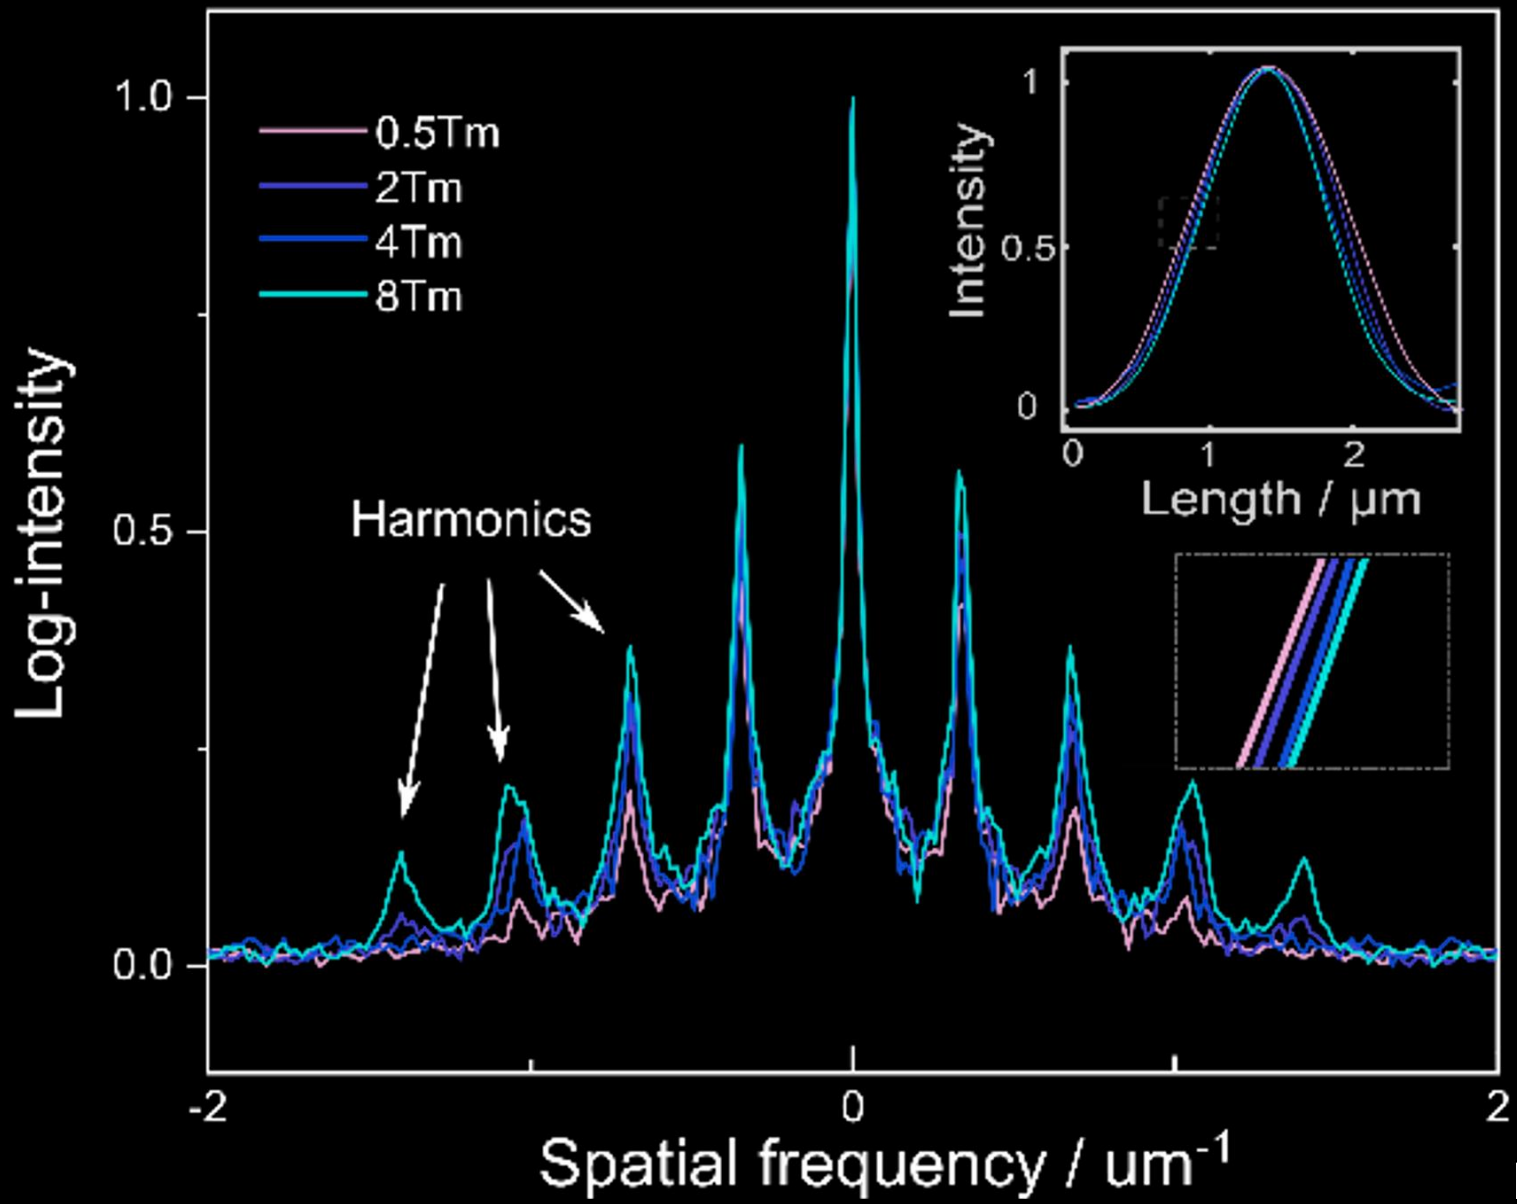 1.0
0.5Tm
2Tm
4Tm
8Tm
Harmonics
0.5
0.0
Log-intensity
-2
0
2
Spatial frequency / um-1
1
0.5
0
Intensity
0
1
2
Length / μm